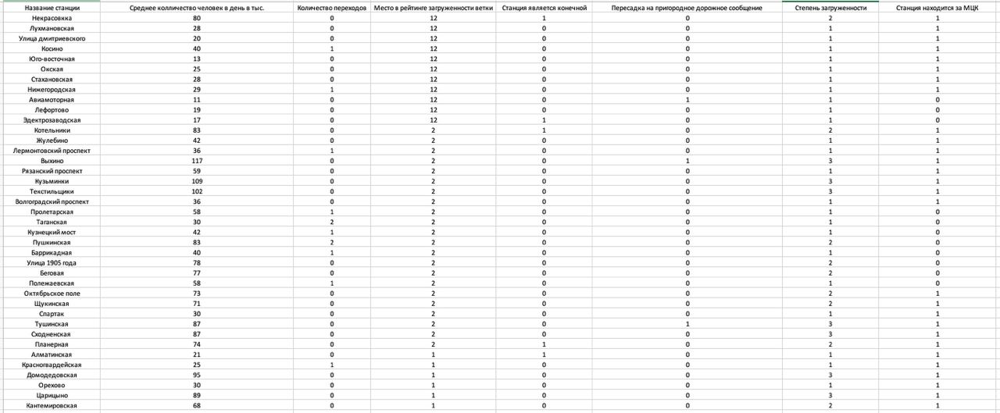 Название станции Среднее колличество человек в день в тыс. Количество переходов Место в рейтинге загруженности ветки Станция является конечной Пересадка на пригородное дорожное сообщение Степень загруженности Станция находится за МЦК
Некрасовка 80 0 12 1 0 2 1
Лухмановская 28 0 12 0 0 1 1
Улица дмитриевского 20 0 12 0 0 1 1
Косино 40 1 12 0 0 1 1
Юго-восточная 13 0 12 0 0 1 1
Окская 25 0 12 0 0 1 1
Стахановская 28 0 12 0 0 1 1
Нижегородская 29 1 12 0 0 1 1
Авиамоторная 11 0 12 0 1 1 0
Лефортово 19 0 12 0 0 1 0
Эдектрозаводская 17 0 12 1 0 1 0
Котельники 83 0 2 1 0 2 1
Жулебино 42 0 2 0 0 1 1
Лермонтовский проспект 36 1 2 0 0 1 1
Выхино 117 0 2 0 1 3 1
Рязанский проспект 59 0 2 0 0 1 1
Кузьминки 109 0 2 0 0 3 1
Текстильщики 102 0 2 0 0 3 1
Волгоградский проспект 36 0 2 0 0 1 1
Пролетарская 58 1 2 0 0 1 0
Таганская 30 2 2 0 0 1 0
Кузнецкий мост 42 1 2 0 0 1 0
Пушкинская 83 2 2 0 0 2 0
Баррикадная 40 1 2 0 0 1 0
Улица 1905 года 78 0 2 0 0 2 0
Беговая 77 0 2 0 0 2 0
Полежаевская 58 1 2 0 0 1 0
Октябрьское поле 73 0 2 0 0 2 1
Щукинская 71 0 2 0 0 2 1
Спартак 30 0 2 0 0 1 1
Тушинская 87 0 2 0 1 3 1
Сходненская 87 0 2 0 0 3 1
Планерная 74 0 2 1 0 2 1
Алматинская 21 0 1 1 0 1 1
Красногвардейская 25 1 1 0 0 1 1
Домодедовская 95 0 1 0 0 3 1
Орехово 30 0 1 0 0 1 1
Царицыно 89 0 1 0 0 3 1
Кантемировская 68 0 1 0 0 2 1